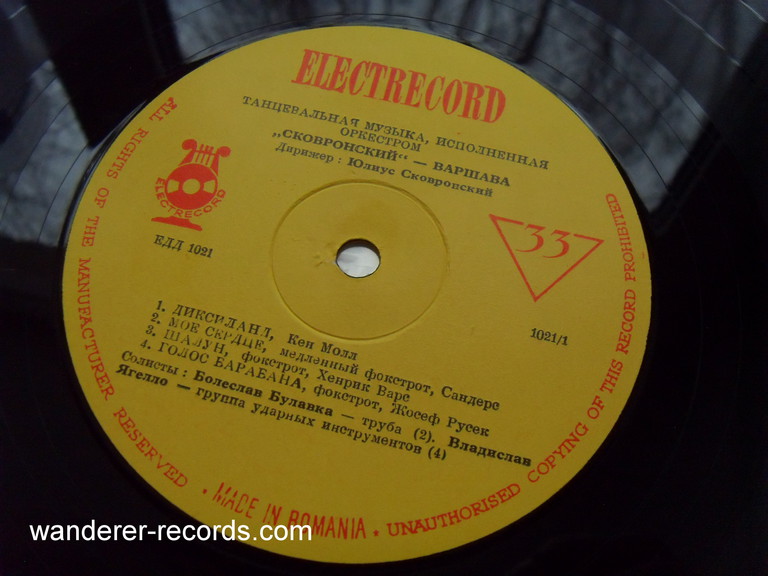 ELECTRECORD
ТАНЦЕВАЛЬНАЯ МУЗЫКА, ИСПОЛНЕННАЯ
ОРКЕСТРОМ
„СКОВРОНСКИЙ“ — ВАРШАВА
Дирижер : Юлиус Сковронский
ELECTRECORD
33
ЕДД 1021
1021/1
1. ДИКСИЛАНД, Кен Молл
2. МОЕ СЕРДЦЕ, медленный фокстрот, Сандерс
3. ШАЛУН, фокстрот, Хенрик Варс
4. ГОЛОС БАРАБАНА, фокстрот, Жосеф Русек
Солисты : Болеслав Булавка — труба (2). Владислав
Ягелло — группа ударных инструментов (4)
ALL RIGHTS OF THE MANUFACTURER RESERVED • MADE IN ROMANIA • UNAUTHORISED COPYING OF THIS RECORD PROHIBITED
wanderer-records.com